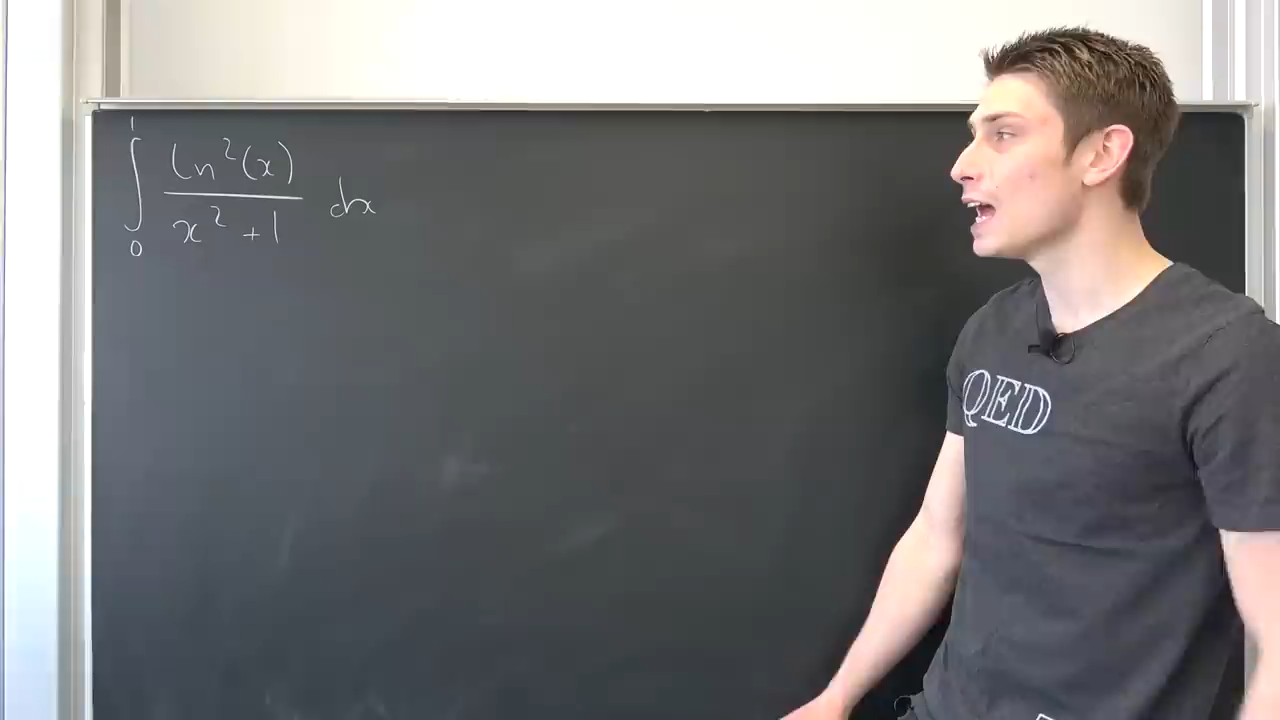 ∫₀¹ ln²(x)/(x² + 1) dx
QED